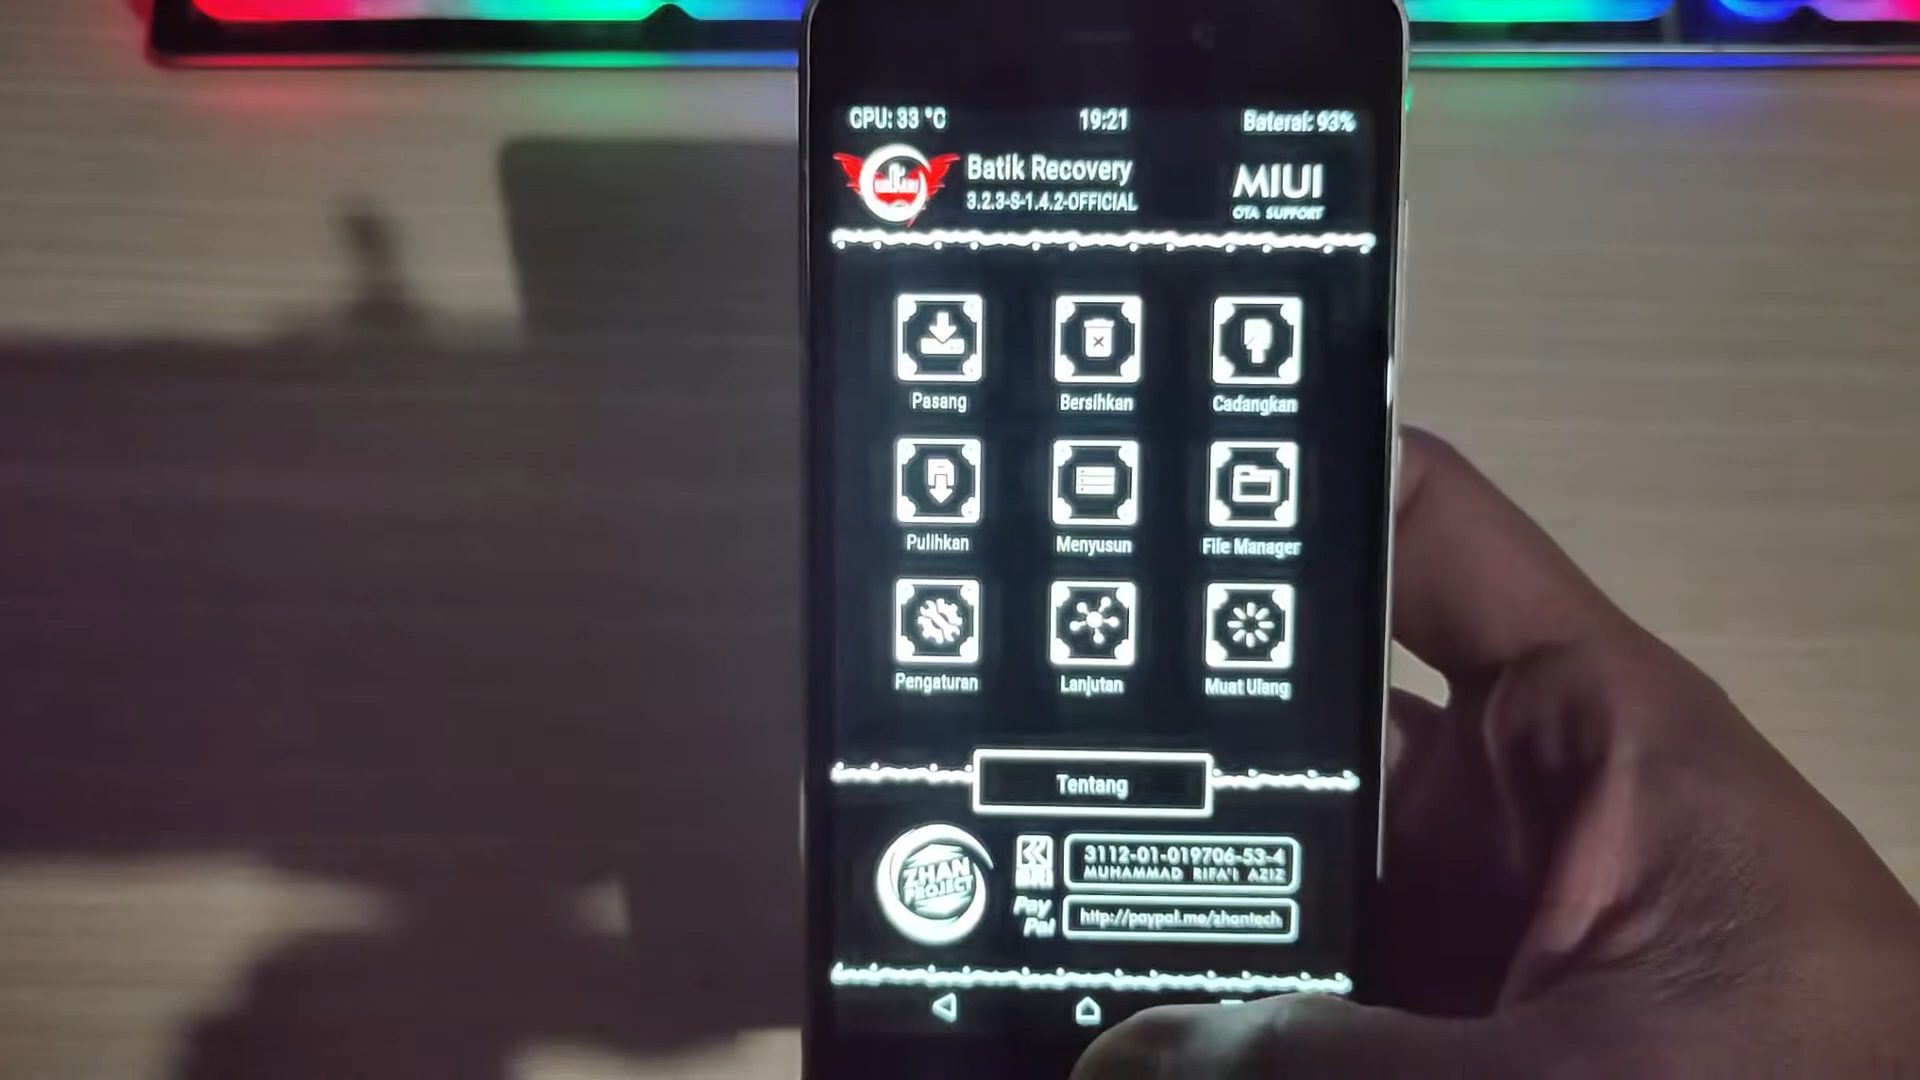 CPU: 33 °C 19:21 Baterai: 93%
Batik Recovery
3.2.3-S-1.4.2-OFFICIAL
MIUI
OTA SUPPORT
Pasang Bersihkan Cadangkan
Pulihkan Menyusun File Manager
Pengaturan Lanjutan Muat Ulang
Tentang
ZHAN
PROJECT
BRI
3112-01-019706-53-4
MUHAMMAD RIFA'I AZIZ
Pay
Pal
http://paypal.me/zhantech